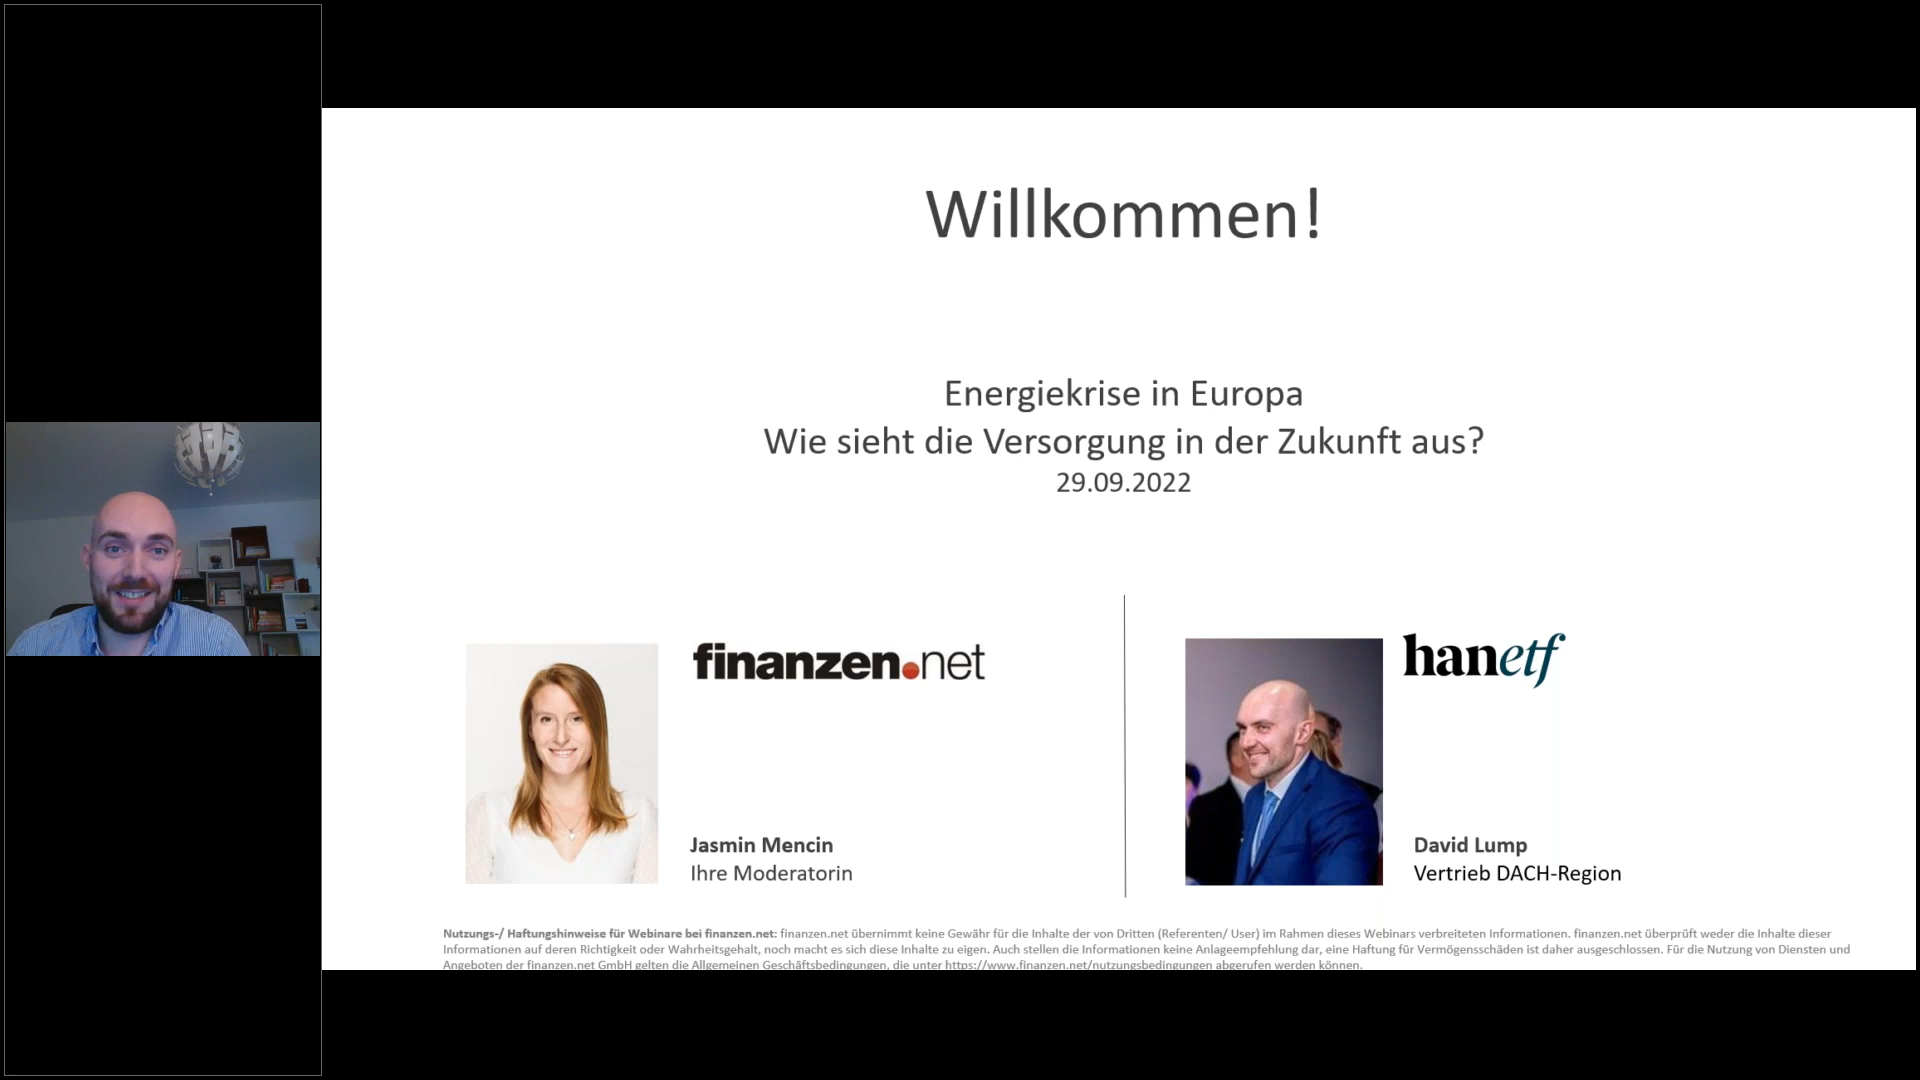 Willkommen!
Energiekrise in Europa
Wie sieht die Versorgung in der Zukunft aus?
29.09.2022
finanzen.net
Jasmin Mencin
Ihre Moderatorin
hanetf
David Lump
Vertrieb DACH-Region
Nutzungs-/ Haftungshinweise für Webinare bei finanzen.net: finanzen.net übernimmt keine Gewähr für die Inhalte der von Dritten (Referenten/ User) im Rahmen dieses Webinars verbreiteten Informationen. finanzen.net überprüft weder die Inhalte dieser
Informationen auf deren Richtigkeit oder Wahrheitsgehalt, noch macht es sich diese Inhalte zu eigen. Auch stellen die Informationen keine Anlageempfehlung dar, eine Haftung für Vermögensschäden ist daher ausgeschlossen. Für die Nutzung von Diensten und
Angeboten der finanzen.net GmbH gelten die Allgemeinen Geschäftsbedingungen, die unter https://www.finanzen.net/nutzungsbedingungen abgerufen werden können.